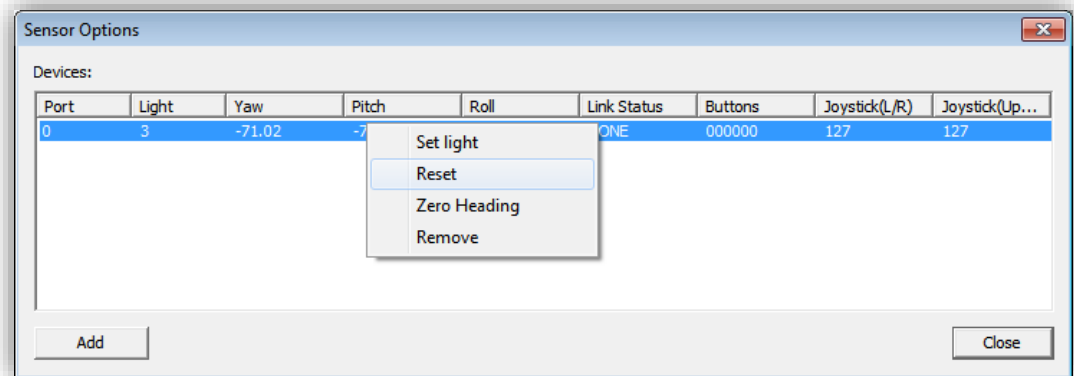 Sensor Options
Devices:
Port Light Yaw Pitch Roll Link Status Buttons Joystick(L/R) Joystick(Up...
0 3 -71.02 000000 127 127
Set light
Reset
Zero Heading
Remove
Add Close